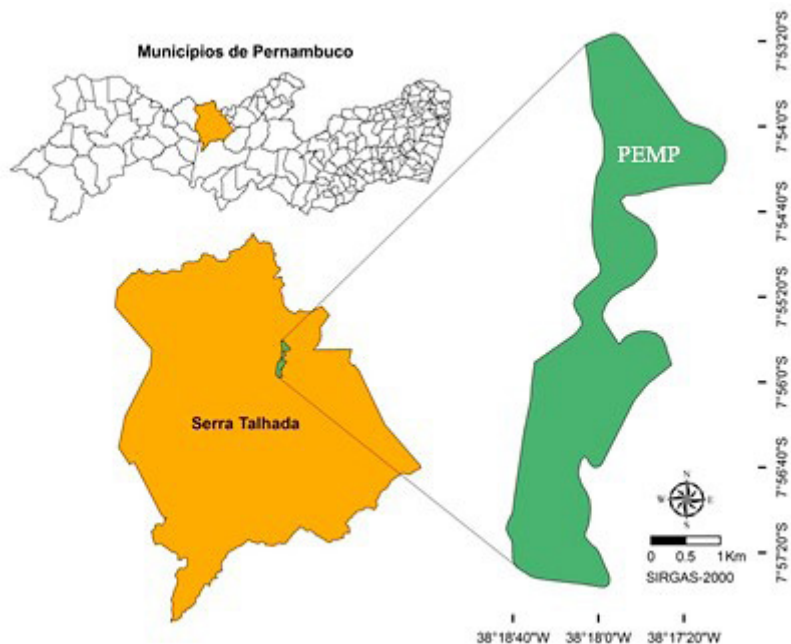 Municípios de Pernambuco
PEMP
Serra Talhada
7°53'20"S
7°54'0"S
7°54'40"S
7°55'20"S
7°56'0"S
7°56'40"S
7°57'20"S
N
W E
S
0 0.5 1Km
SIRGAS-2000
38°18'40"W 38°18'0"W 38°17'20"W